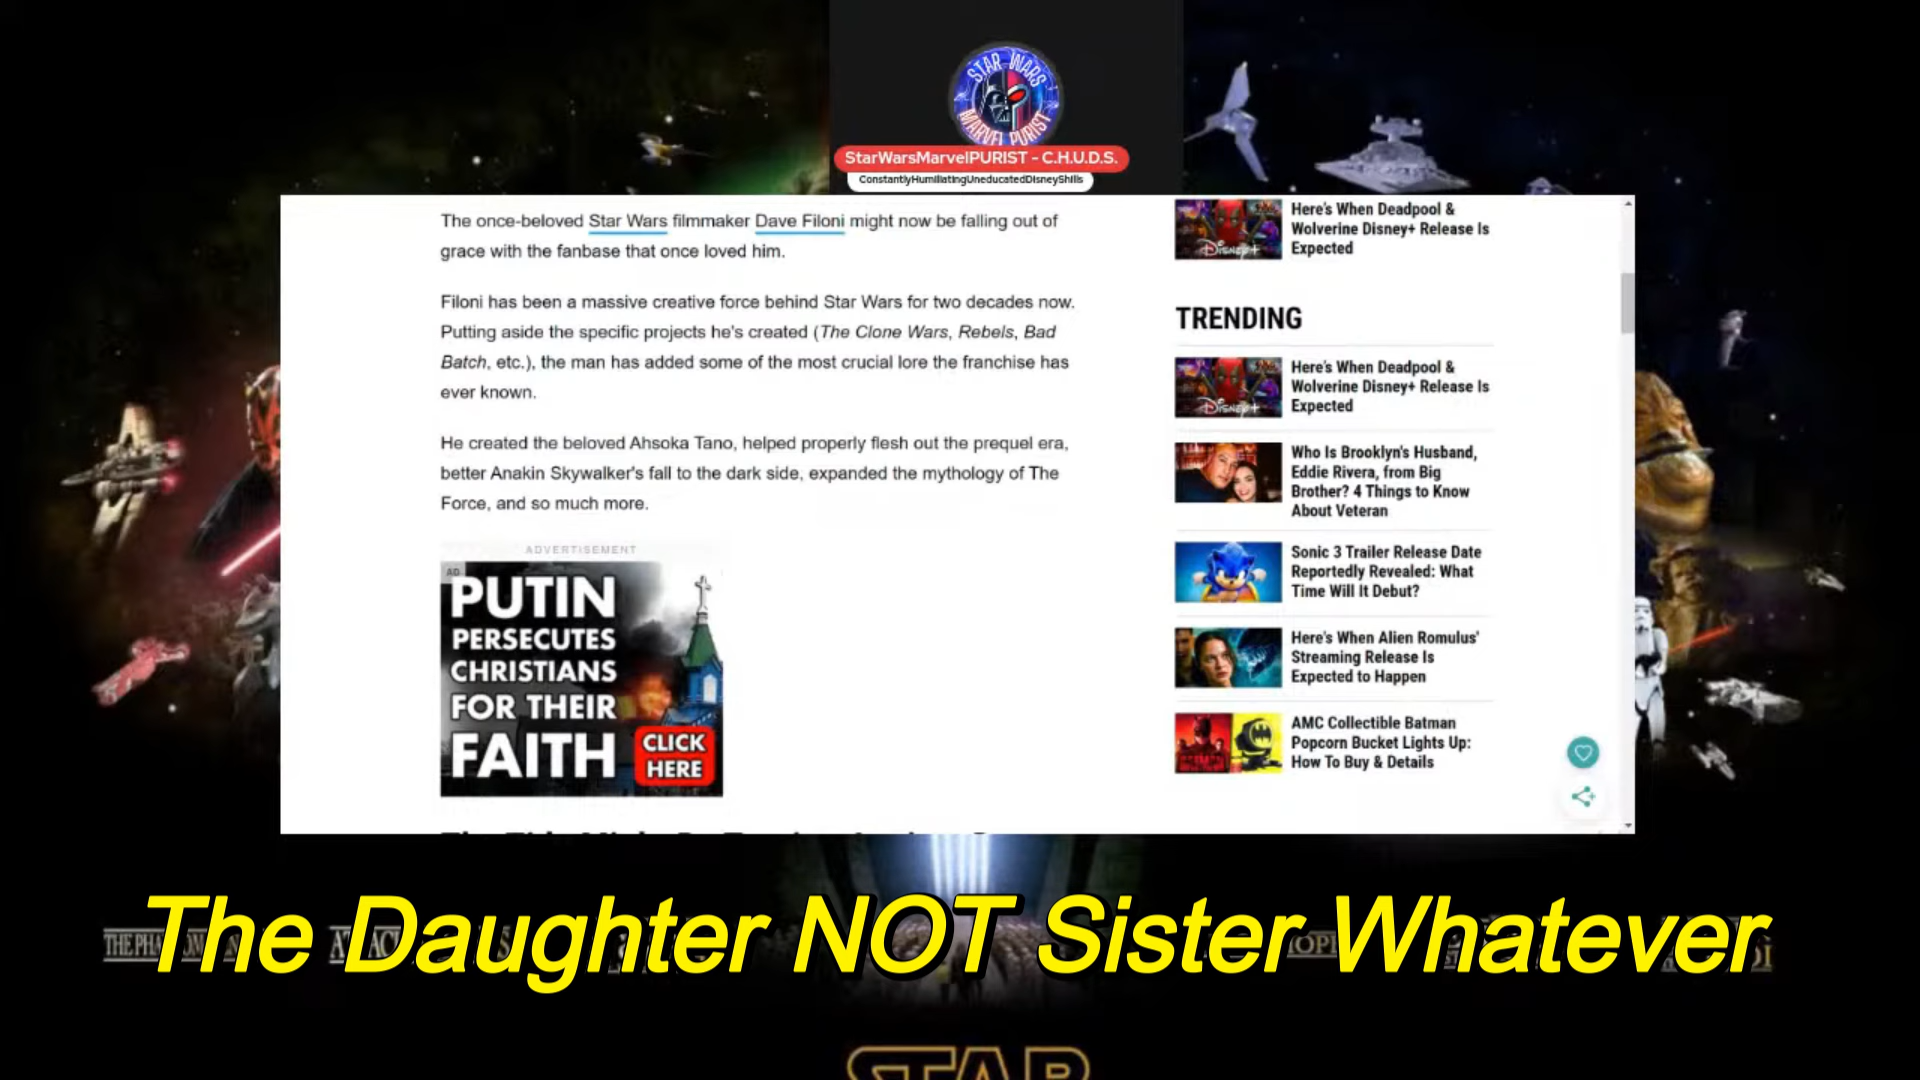 STAR WARS
MARVEL PURIST
StarWarsMarvelPURIST - C.H.U.D.S.
ConstantlyHumiliatingUneducatedDisneyShills
The once-beloved Star Wars filmmaker Dave Filoni might now be falling out of
grace with the fanbase that once loved him.
Filoni has been a massive creative force behind Star Wars for two decades now.
Putting aside the specific projects he's created (The Clone Wars, Rebels, Bad
Batch, etc.), the man has added some of the most crucial lore the franchise has
ever known.
He created the beloved Ahsoka Tano, helped properly flesh out the prequel era,
better Anakin Skywalker's fall to the dark side, expanded the mythology of The
Force, and so much more.
ADVERTISEMENT
AD
PUTIN
PERSECUTES
CHRISTIANS
FOR THEIR
FAITH
CLICK
HERE
Disney+
Here's When Deadpool &
Wolverine Disney+ Release Is
Expected
TRENDING
Disney+
Here's When Deadpool &
Wolverine Disney+ Release Is
Expected
Who Is Brooklyn's Husband,
Eddie Rivera, from Big
Brother? 4 Things to Know
About Veteran
Sonic 3 Trailer Release Date
Reportedly Revealed: What
Time Will It Debut?
Here's When Alien Romulus'
Streaming Release Is
Expected to Happen
AMC Collectible Batman
Popcorn Bucket Lights Up:
How To Buy & Details
The Daughter NOT Sister Whatever
STAR